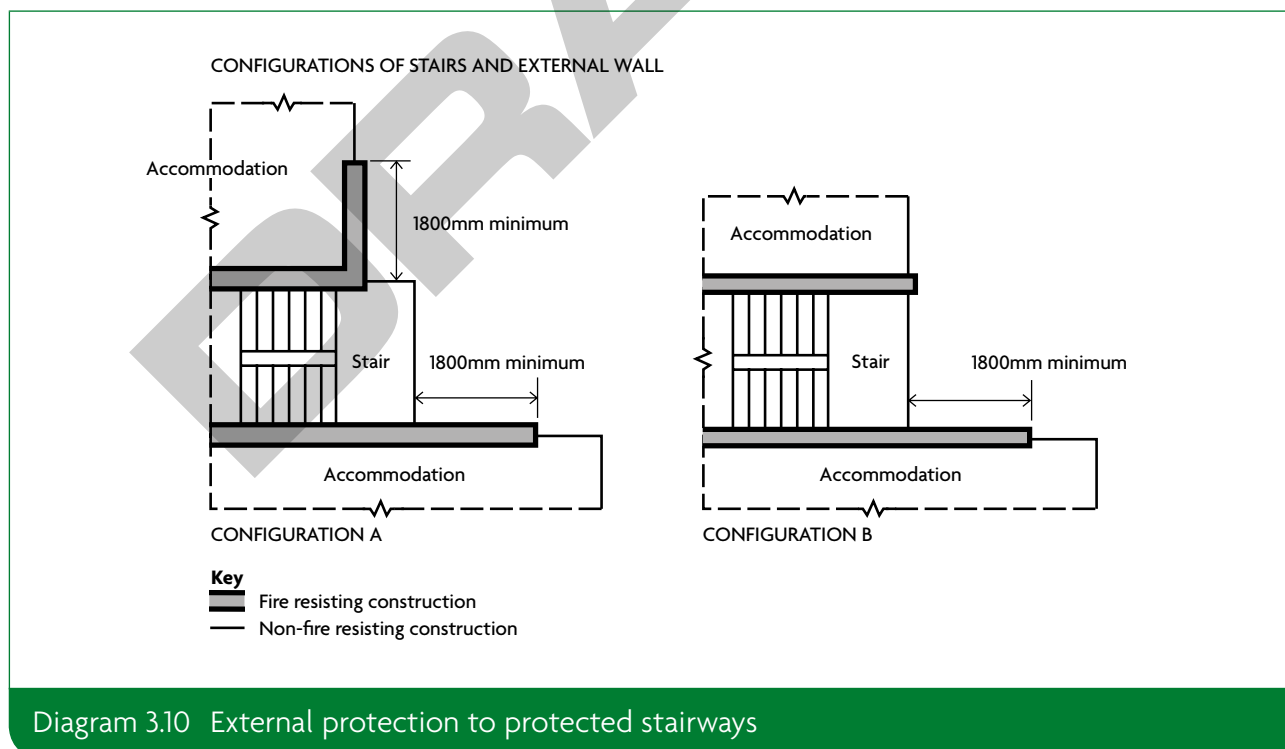 CONFIGURATIONS OF STAIRS AND EXTERNAL WALL
Accommodation
1800mm minimum
Stair
1800mm minimum
Accommodation
CONFIGURATION A
Accommodation
Stair
1800mm minimum
Accommodation
CONFIGURATION B
Key
Fire resisting construction
Non-fire resisting construction
DRA
Diagram 3.10 External protection to protected stairways